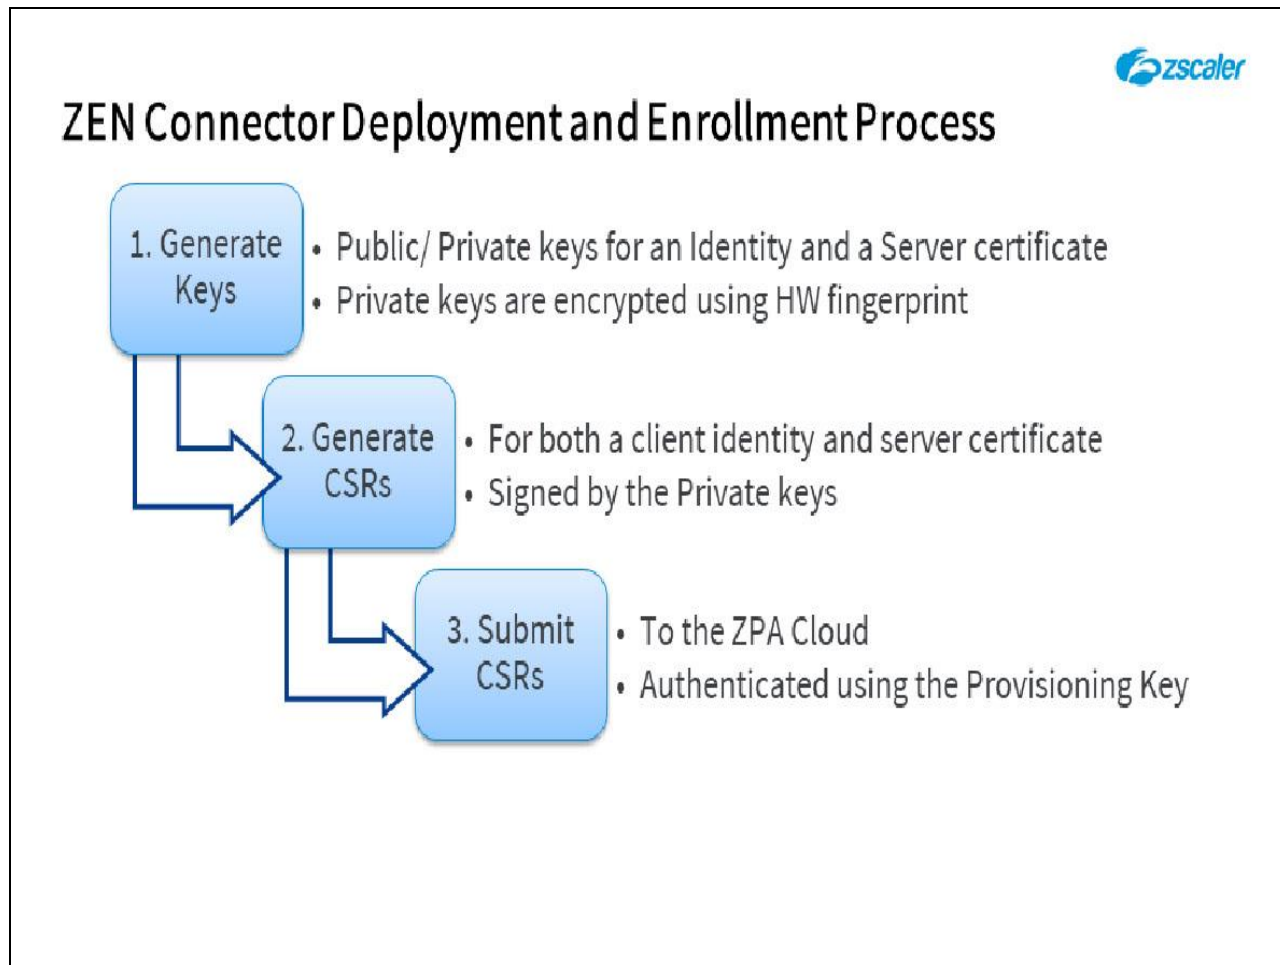 zscaler
ZEN Connector Deployment and Enrollment Process
1. Generate
Keys
• Public/ Private keys for an Identity and a Server certificate
• Private keys are encrypted using HW fingerprint
2. Generate
CSRs
• For both a client identity and server certificate
• Signed by the Private keys
3. Submit
CSRs
• To the ZPA Cloud
• Authenticated using the Provisioning Key